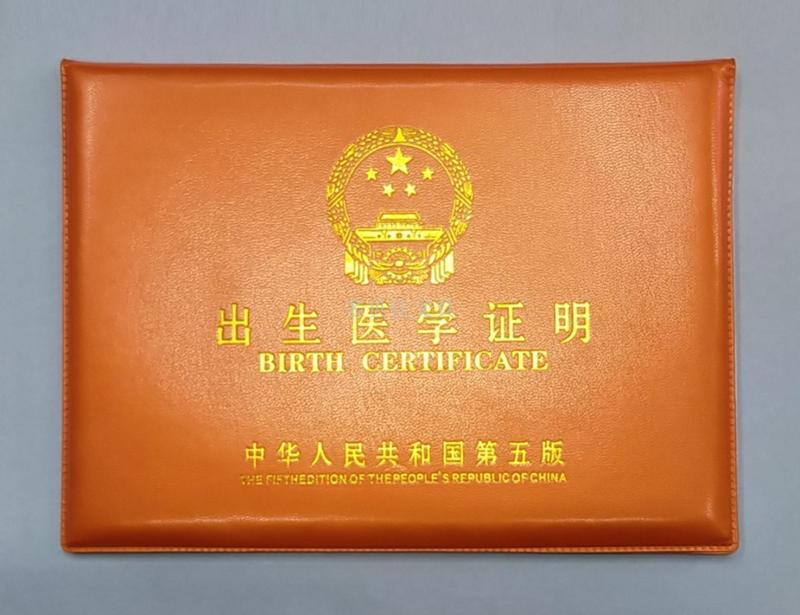 出生医学证明
BIRTH CERTIFICATE
中华人民共和国第五版
THE FIFTHEDITION OF THEPEOPLE'S REPUBLIC OF CHINA